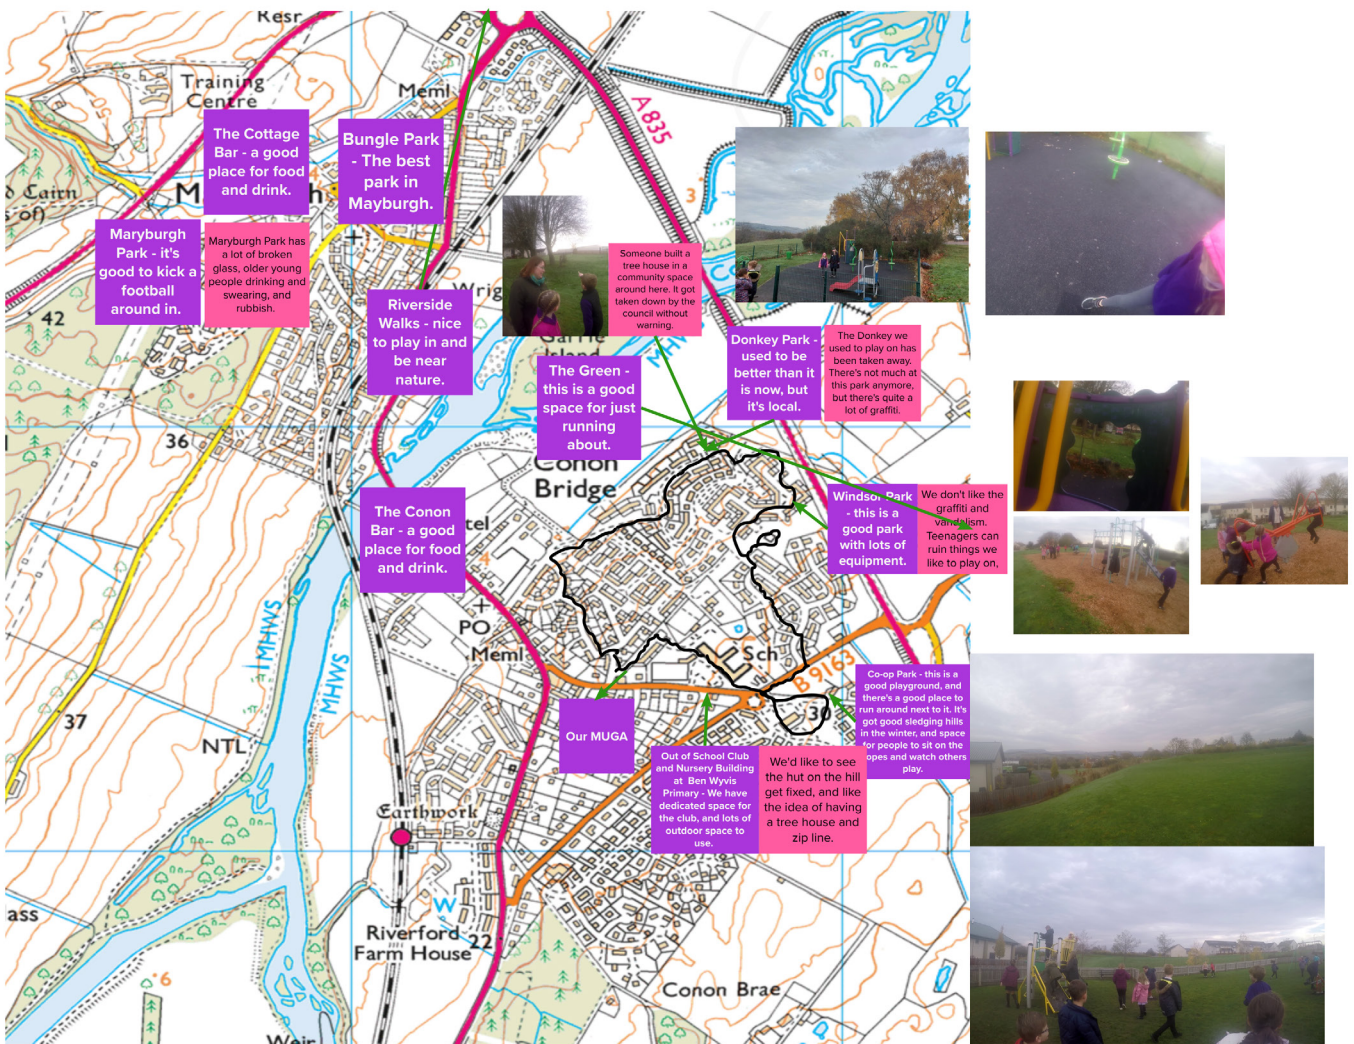 Resr
Training
Centre
Meml
A 835
The Cottage
Bar - a good
place for food
and drink.
Bungle Park
- The best
park in
Mayburgh.
Cairn
Maryburgh
Park - it's
good to kick a
football
around in.
Maryburgh Park has
a lot of broken
glass, older young
people drinking and
swearing, and
rubbish.
Someone built a
tree house in a
community space
around here. It got
taken down by the
council without
warning.
Riverside
Walks - nice
to play in and
be near
nature.
42
3
Island
The Green -
this is a good
space for just
running
about.
Donkey Park -
used to be
better than it
is now, but
it's local.
The Donkey we
used to play on has
been taken away.
There's not much at
this park anymore,
but there's quite a
lot of graffiti.
36
Conon
Bridge
The Conon
Bar - a good
place for food
and drink.
4
Windsor Park
- this is a
good park
with lots of
equipment.
We don't like the
graffiti and
vandalism.
Teenagers can
ruin things we
like to play on,
PO
Meml
Sch
B 9163
MHWS
MHWS
37
NTL
30
Our MUGA
Co-op Park - this is a
good playground, and
there's a good place to
run around next to it. It's
got good sledging hills
in the winter, and space
for people to sit on the
opes and watch others
play.
Out of School Club
and Nursery Building
at Ben Wyvis
Primary - We have
dedicated space for
the club, and lots of
outdoor space to
use.
We'd like to see
the hut on the hill
get fixed, and like
the idea of having
a tree house and
zip line.
Earthwork
W
Riverford
Farm House
22
6
Conon Brae
Weir